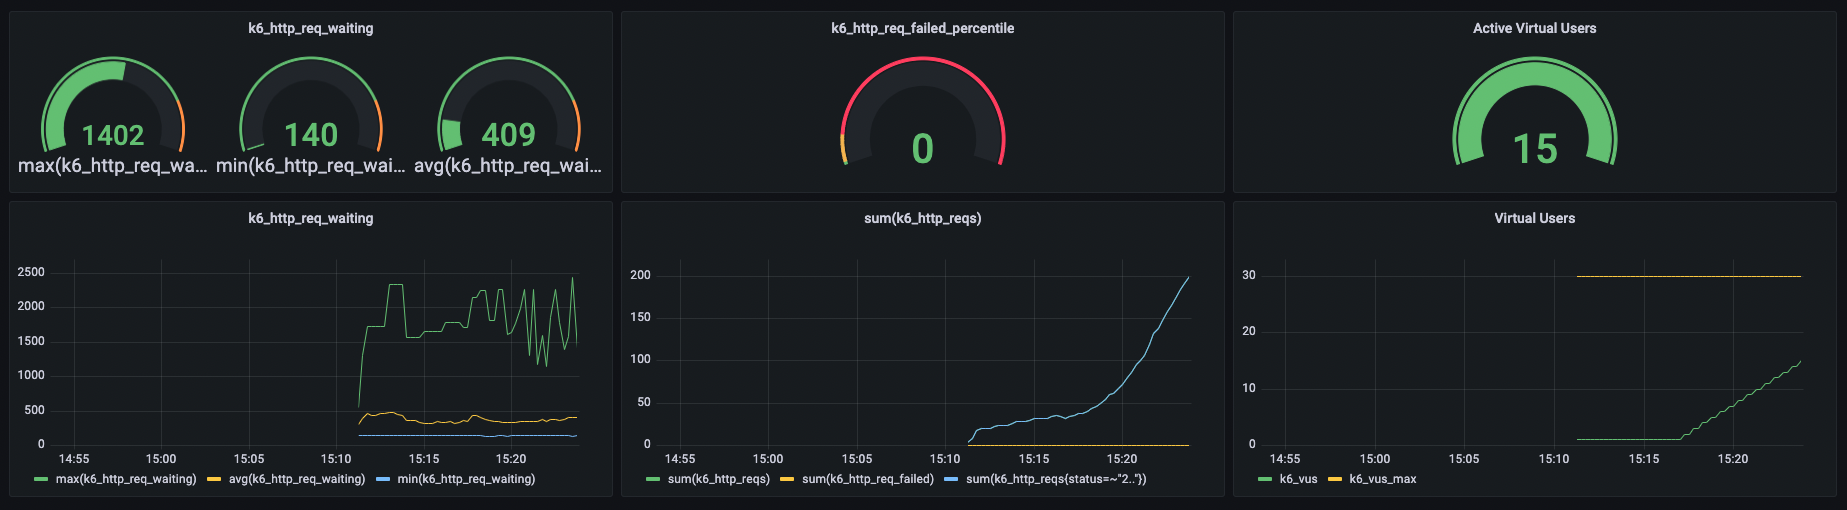 k6_http_req_waiting
1402
max(k6_http_req_wa...
140
min(k6_http_req_wai...
409
avg(k6_http_req_wai...
k6_http_req_failed_percentile
0
Active Virtual Users
15
k6_http_req_waiting
2500
2000
1500
1000
500
0
14:55 15:00 15:05 15:10 15:15 15:20
max(k6_http_req_waiting) avg(k6_http_req_waiting) min(k6_http_req_waiting)
sum(k6_http_reqs)
200
150
100
50
0
14:55 15:00 15:05 15:10 15:15 15:20
sum(k6_http_reqs) sum(k6_http_req_failed) sum(k6_http_reqs{status=~"2.."})
Virtual Users
30
20
10
0
14:55 15:00 15:05 15:10 15:15 15:20
k6_vus k6_vus_max